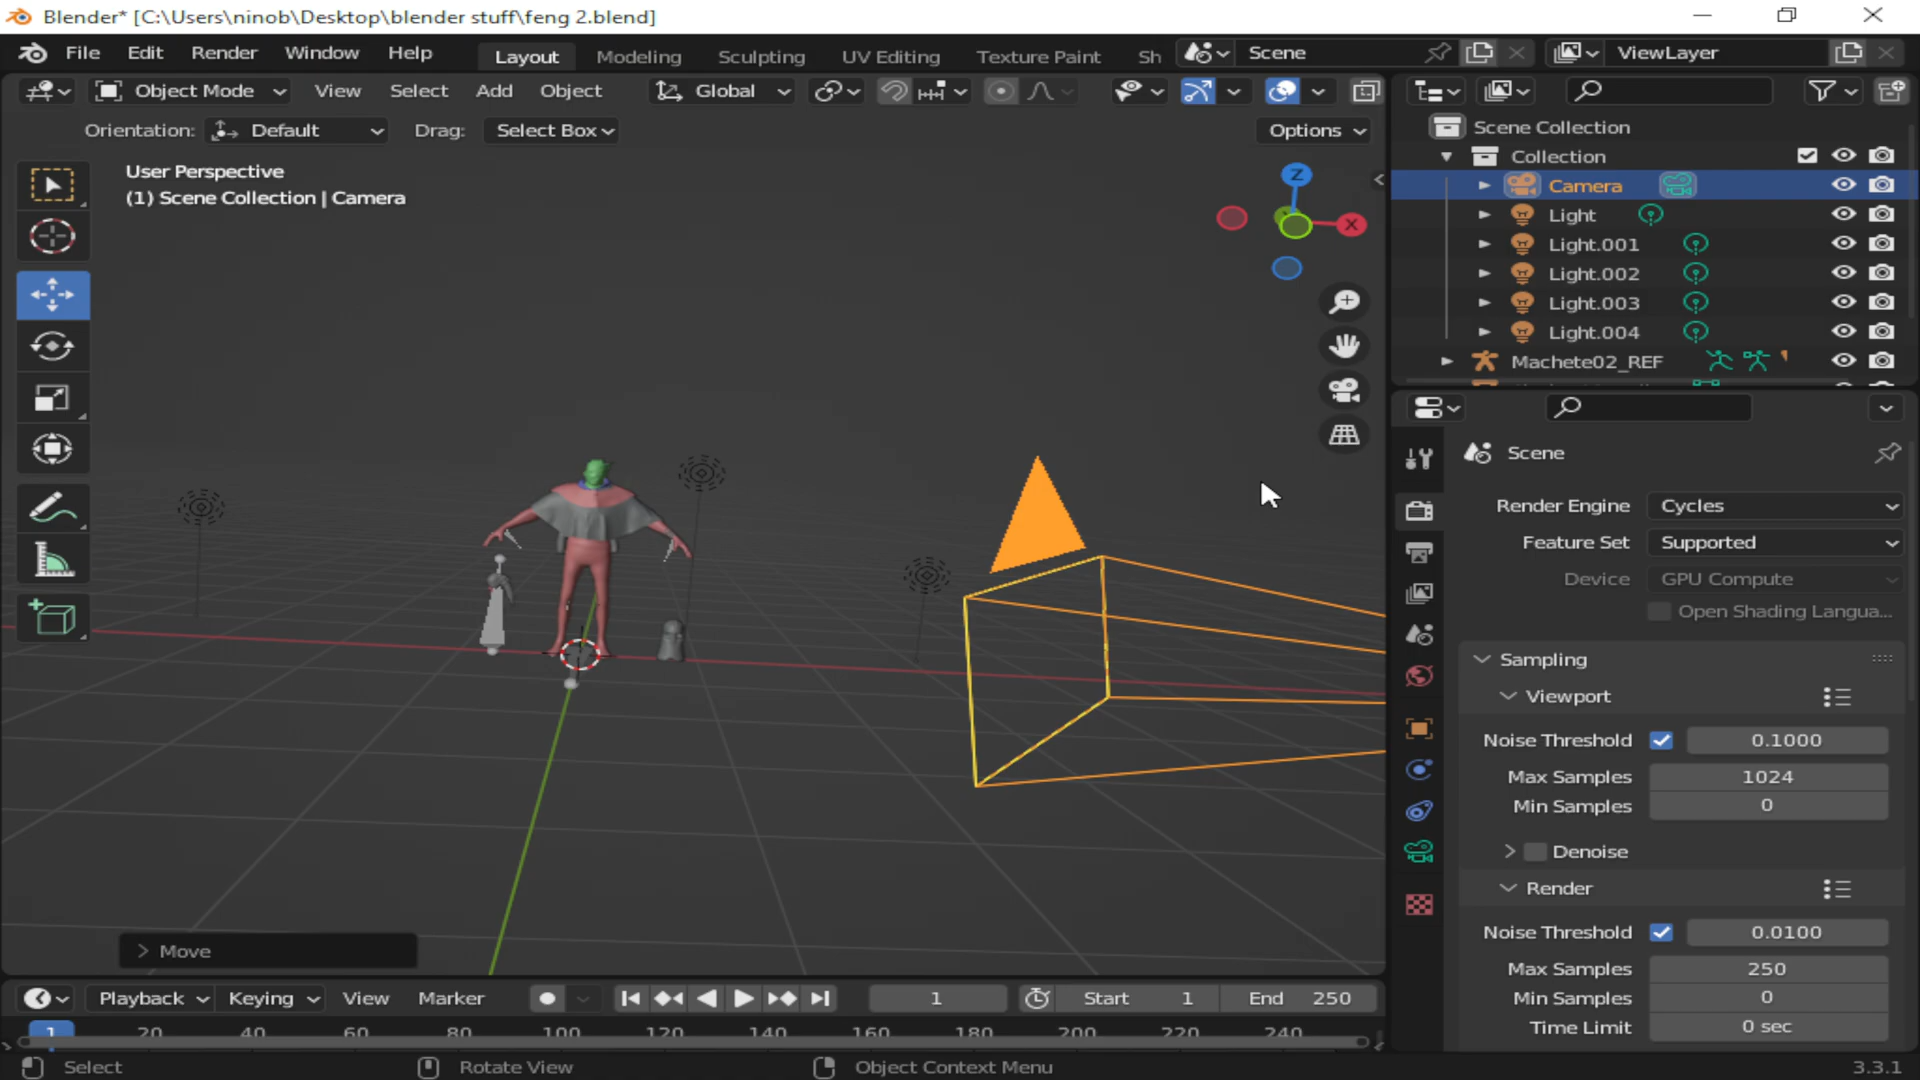 Blender* [C:\Users\ninob\Desktop\blender stuff\feng 2.blend]
File Edit Render Window Help Layout Modeling Sculpting UV Editing Texture Paint Sh Scene ViewLayer
Object Mode View Select Add Object Global
Orientation: Default Drag: Select Box Options
User Perspective
(1) Scene Collection | Camera
Z
X
Scene Collection
Collection
Camera
Light
Light.001
Light.002
Light.003
Light.004
Machete02_REF
Scene
Render Engine Cycles
Feature Set Supported
Device GPU Compute
Open Shading Langua...
Sampling
Viewport
Noise Threshold 0.1000
Max Samples 1024
Min Samples 0
Denoise
Render
Noise Threshold 0.0100
Max Samples 250
Min Samples 0
Time Limit 0 sec
Move
Playback Keying View Marker 1 Start 1 End 250
1 20 40 60 80 100 120 140 160 180 200 220 240
Select Rotate View Object Context Menu 3.3.1